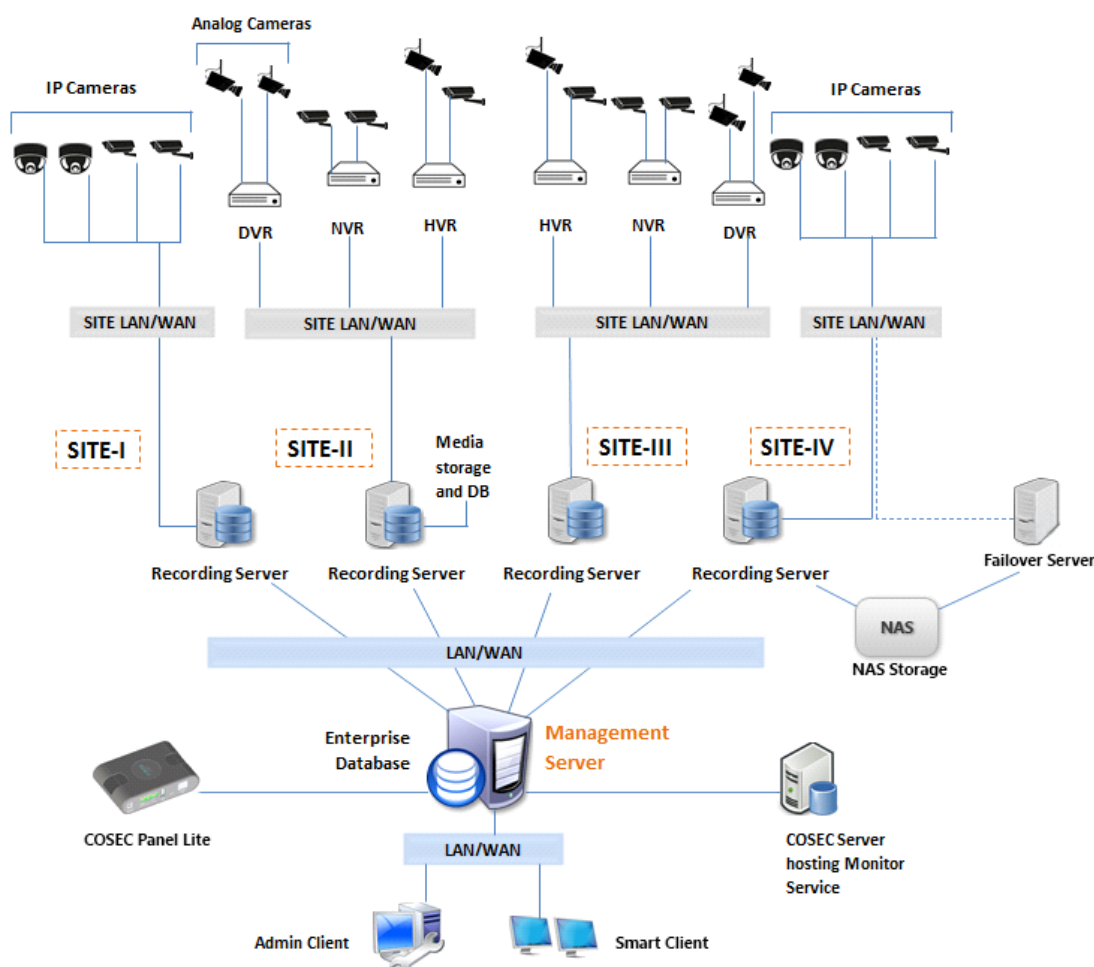 Analog Cameras
IP Cameras
IP Cameras
DVR
NVR
HVR
HVR
NVR
DVR
SITE LAN/WAN
SITE LAN/WAN
SITE LAN/WAN
SITE LAN/WAN
SITE-I
SITE-II
Media
storage
and DB
SITE-III
SITE-IV
Recording Server
Recording Server
Recording Server
Recording Server
Failover Server
NAS
NAS Storage
LAN/WAN
Enterprise
Database
Management
Server
COSEC Panel Lite
COSEC Server
hosting Monitor
Service
LAN/WAN
Admin Client
Smart Client